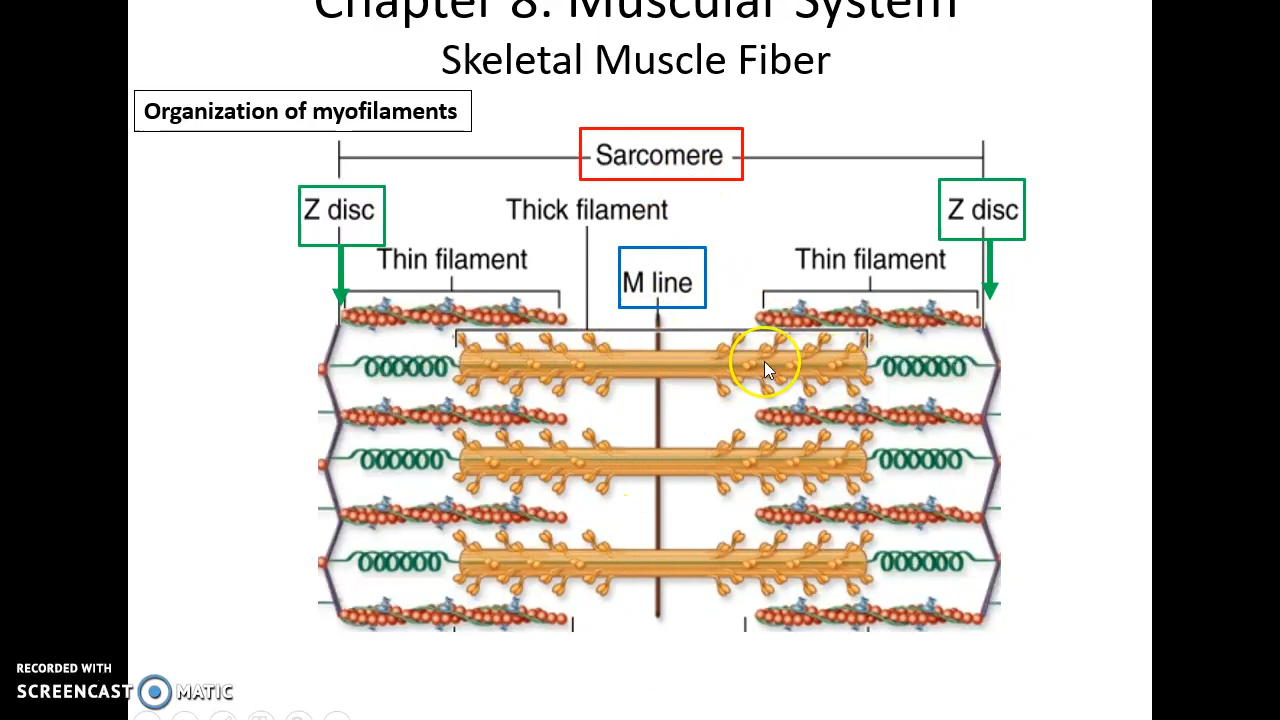 Chapter 8: Muscular System
Skeletal Muscle Fiber
Organization of myofilaments
Sarcomere
Z disc
Thick filament
Z disc
Thin filament
M line
Thin filament
RECORDED WITH
SCREENCAST MATIC